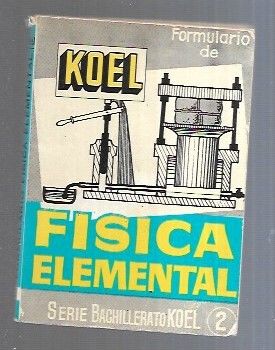 Formulario
de
KOEL
FISICA
ELEMENTAL
SERIE BACHILLERATO KOEL 2